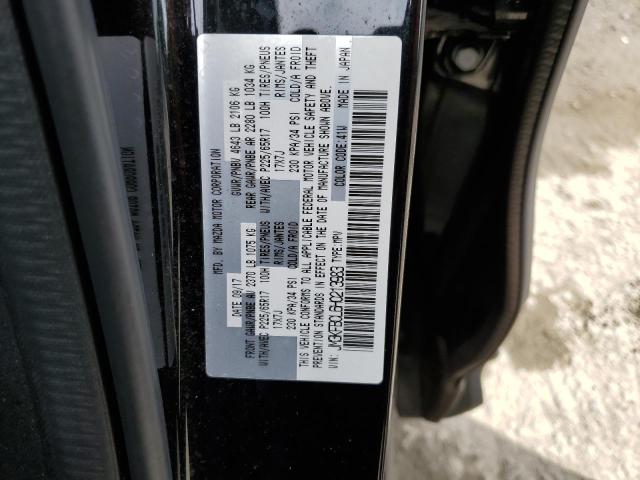 MFD. BY MAZDA MOTOR CORPORATION
DATE: 09/17 GVWR/PNBV 4643 LB 2106 KG
FRONT GAWR/PNBE AV 2370 LB 1075 KG REAR GAWR/PNBE AR 2280 LB 1034 KG
WITH/AVEC P225/65R17 100H TIRES/PNEUS WITH/AVEC P225/65R17 100H TIRES/PNEUS
17X7J RIMS/JANTES 17X7J RIMS/JANTES
230 KPA/34 PSI COLD/A FROID 230 KPA/34 PSI COLD/A FROID
THIS VEHICLE CONFORMS TO ALL APPLICABLE FEDERAL MOTOR VEHICLE SAFETY AND THEFT
PREVENTION STANDARDS IN EFFECT ON THE DATE OF MANUFACTURE SHOWN ABOVE.
VIN: JM3KFBCL6H0213983 COLOR CODE:41W
TYPE:MPV MADE IN JAPAN